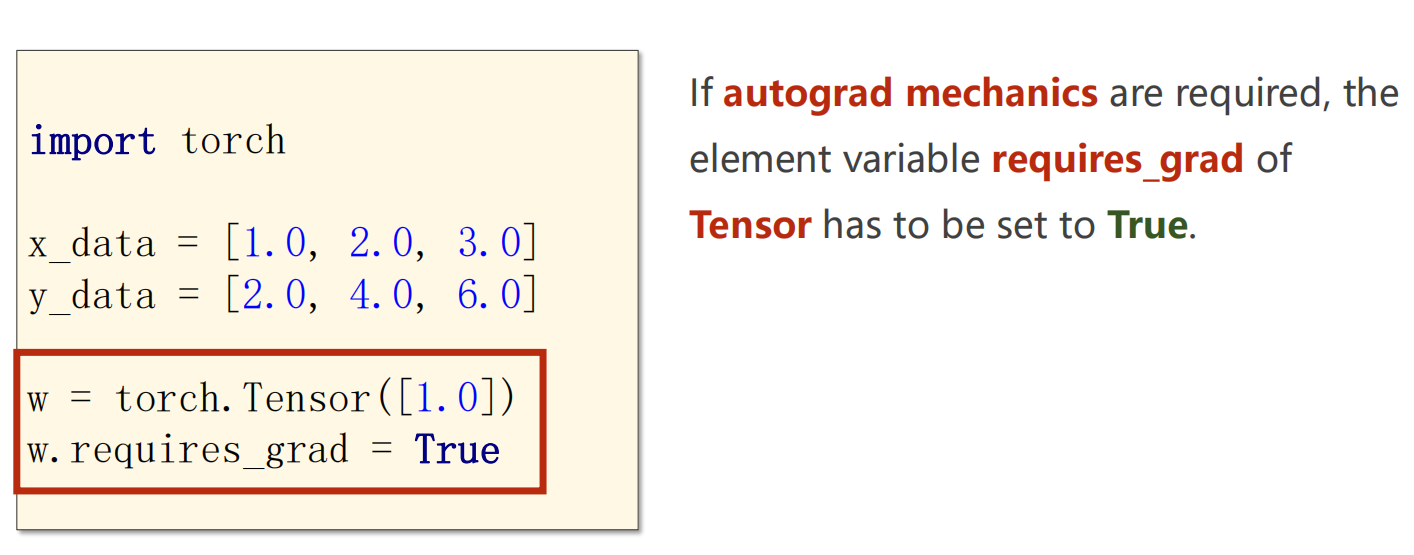 import torch
x_data = [1.0, 2.0, 3.0]
y_data = [2.0, 4.0, 6.0]
w = torch.Tensor([1.0])
w.requires_grad = True
If autograd mechanics are required, the
element variable requires_grad of
Tensor has to be set to True.